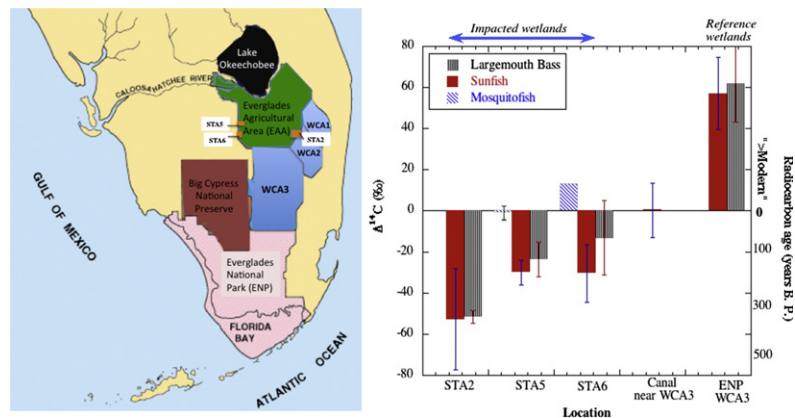 Lake
Okeechobee
CALOOSAHATCHEE RIVER
Everglades
Agricultural
Area (EAA)
STA5
STA6
STA2
WCA1
WCA2
WCA3
Big Cypress
National
Preserve
Everglades
National
Park (ENP)
FLORIDA
BAY
GULF OF MEXICO
ATLANTIC OCEAN
Impacted wetlands
Reference
wetlands
Largemouth Bass
Sunfish
Mosquitofish
Δ¹⁴C (‰)
80
60
40
20
0
-20
-40
-60
-80
">Modern"
0
100
300
500
Radiocarbon age (years B. P.)
STA2
STA5
STA6
Canal
near WCA3
ENP
WCA3
Location